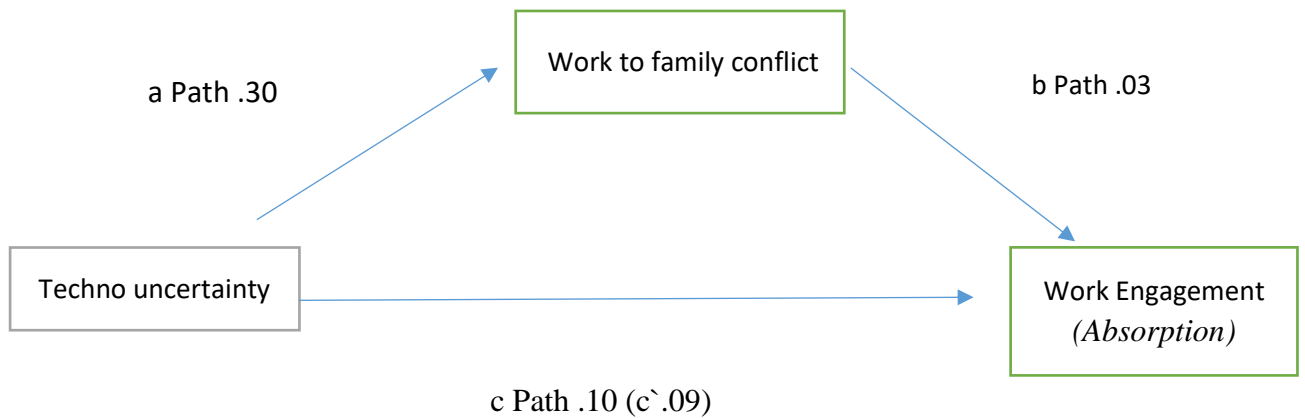 Work to family conflict
a Path .30
b Path .03
Techno uncertainty
Work Engagement
(Absorption)
c Path .10 (c`.09)